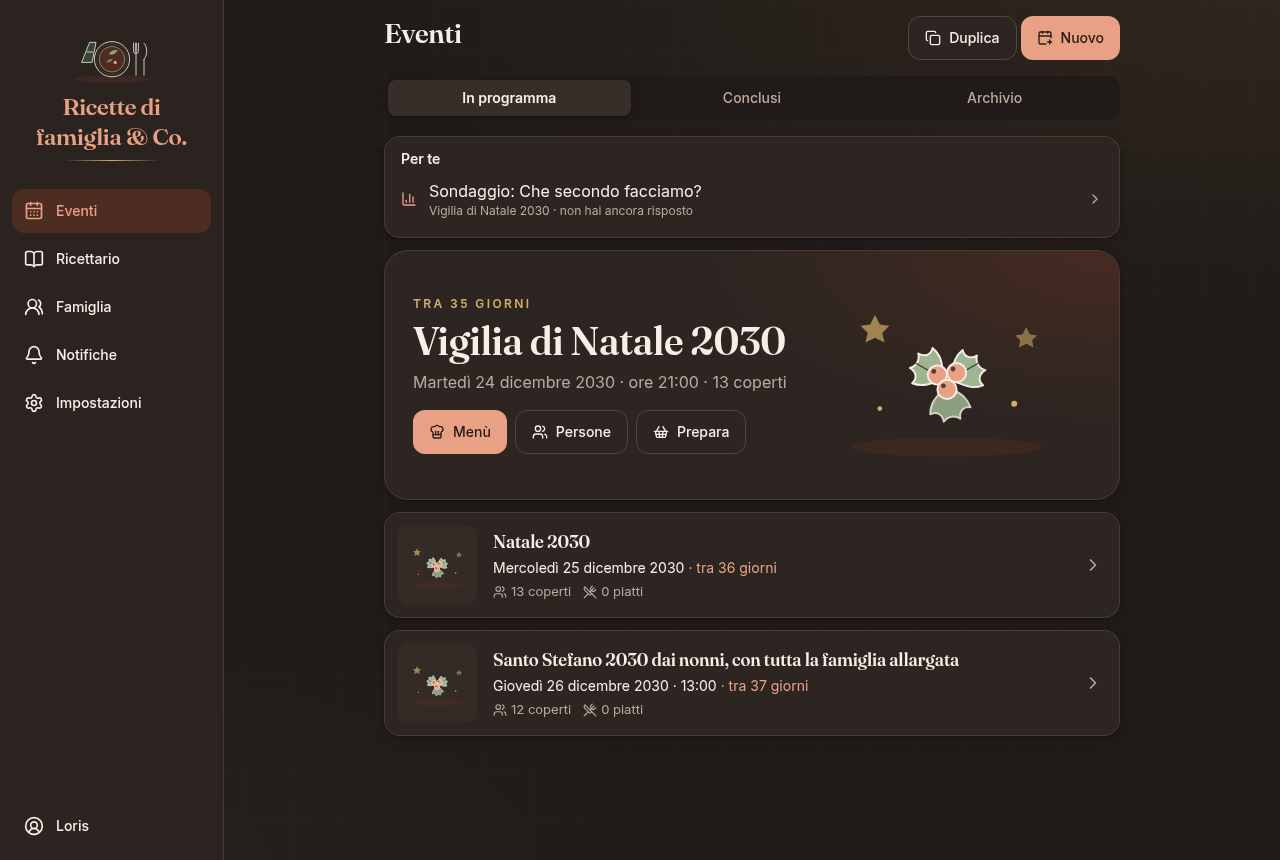 Ricette di
famiglia & Co.
Eventi
Ricettario
Famiglia
Notifiche
Impostazioni
Loris
Eventi
Duplica
Nuovo
In programma
Conclusi
Archivio
Per te
Sondaggio: Che secondo facciamo?
Vigilia di Natale 2030 · non hai ancora risposto
TRA 35 GIORNI
Vigilia di Natale 2030
Martedì 24 dicembre 2030 · ore 21:00 · 13 coperti
Menù
Persone
Prepara
Natale 2030
Mercoledì 25 dicembre 2030 · tra 36 giorni
13 coperti
0 piatti
Santo Stefano 2030 dai nonni, con tutta la famiglia allargata
Giovedì 26 dicembre 2030 · 13:00 · tra 37 giorni
12 coperti
0 piatti